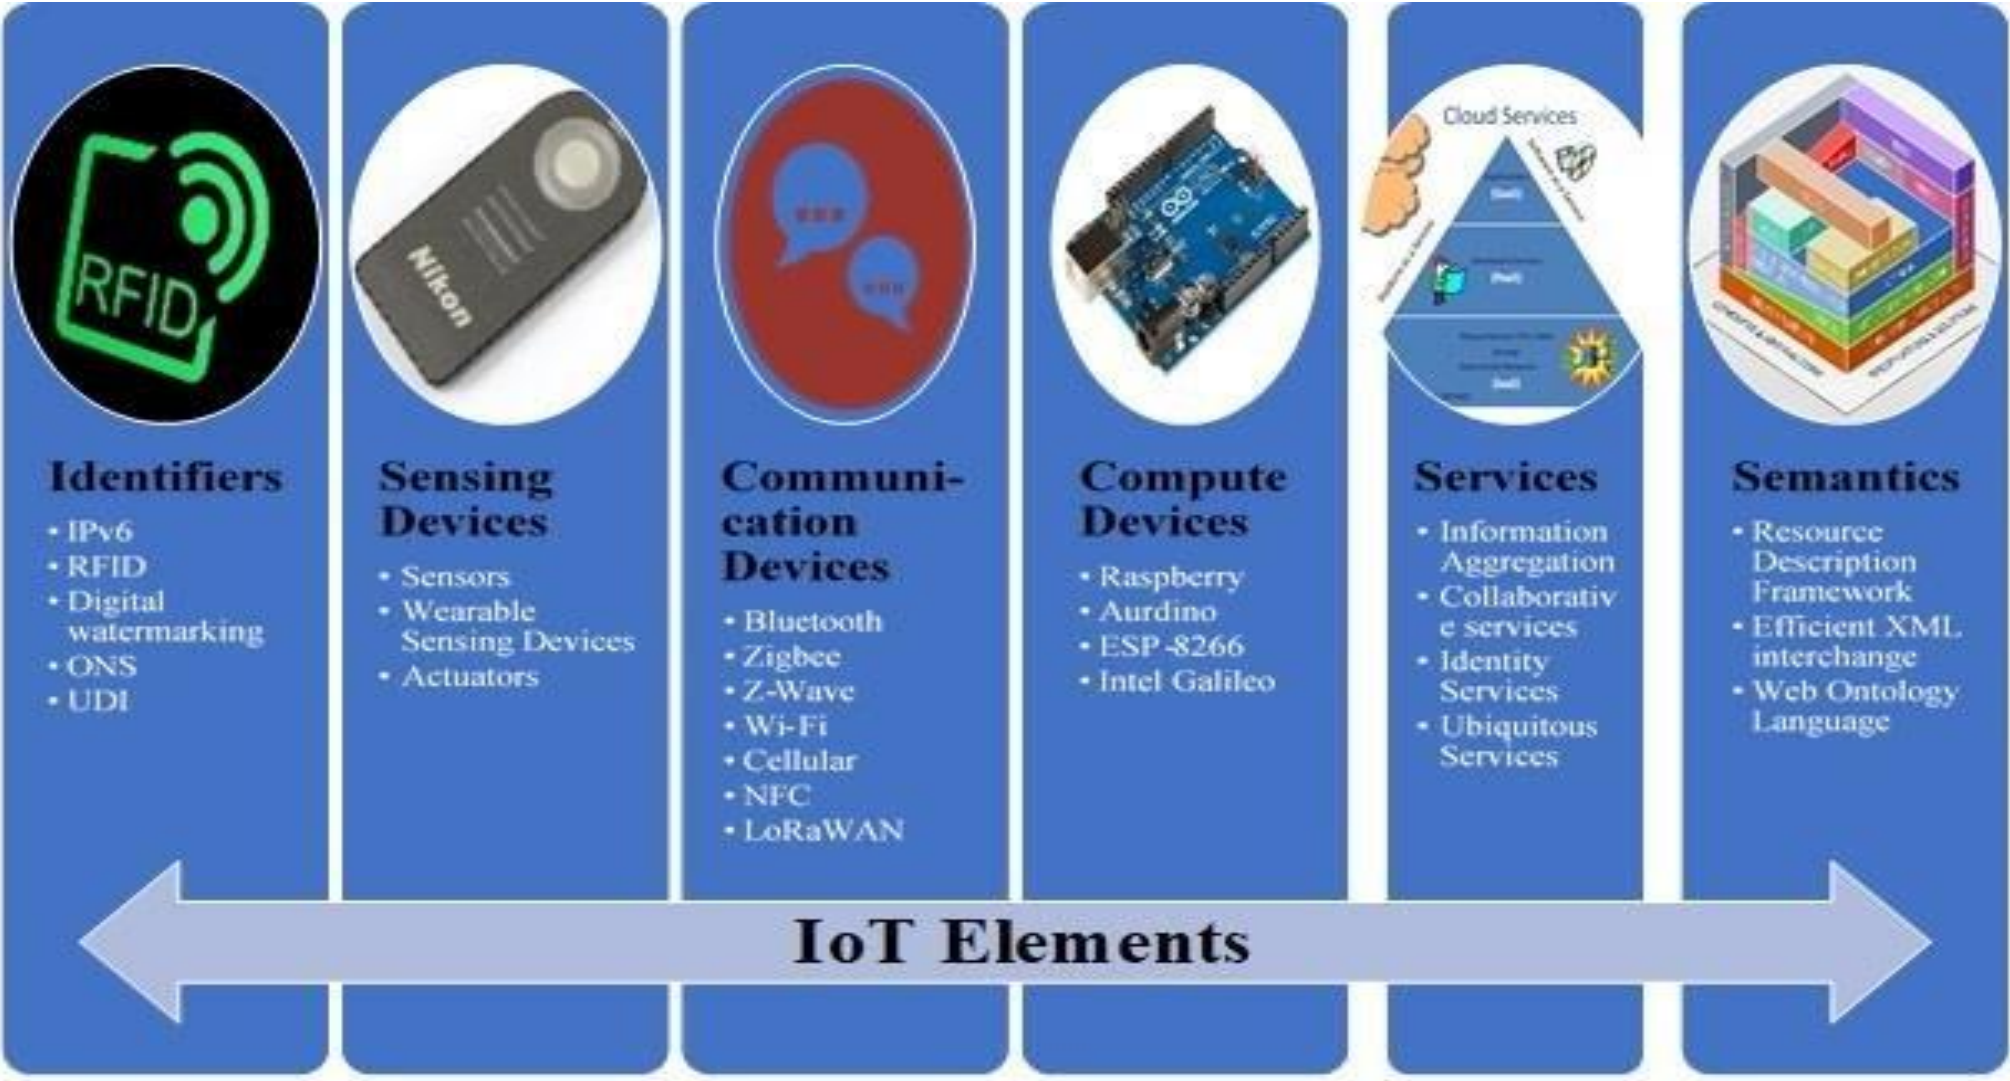 RFID
Nikon
Cloud Services
Identifiers
• IPv6
• RFID
• Digital
watermarking
• ONS
• UDI
Sensing
Devices
• Sensors
• Wearable
Sensing Devices
• Actuators
Communi-
cation
Devices
• Bluetooth
• Zigbee
• Z-Wave
• Wi-Fi
• Cellular
• NFC
• LoRaWAN
Compute
Devices
• Raspberry
• Aurdino
• ESP-8266
• Intel Galileo
Services
• Information
Aggregation
• Collaborativ
e services
• Identity
Services
• Ubiquitous
Services
Semantics
• Resource
Description
Framework
• Efficient XML
interchange
• Web Ontology
Language
IoT Elements